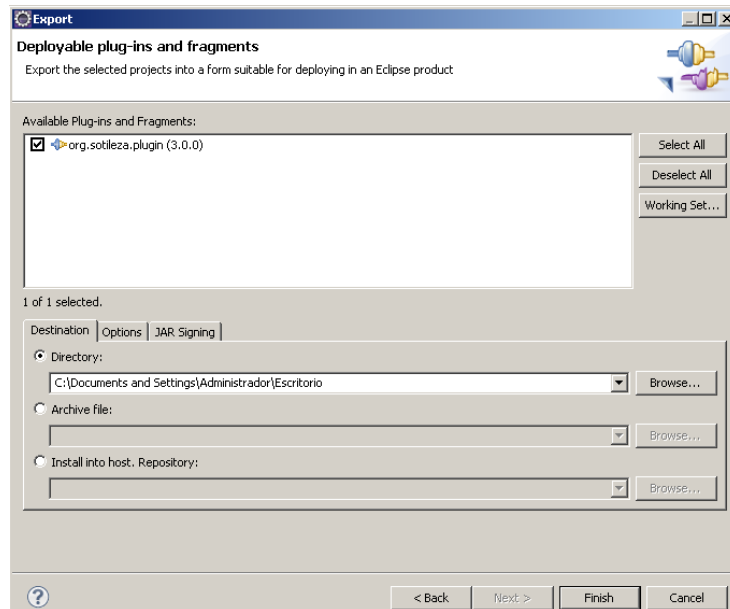 Export
Deployable plug-ins and fragments
Export the selected projects into a form suitable for deploying in an Eclipse product
Available Plug-ins and Fragments:
org.sotileza.plugin (3.0.0)
Select All
Deselect All
Working Set...
1 of 1 selected.
Destination Options JAR Signing
Directory:
C:\Documents and Settings\Administrador\Escritorio
Browse...
Archive file:
Browse...
Install into host. Repository:
Browse...
? < Back Next > Finish Cancel